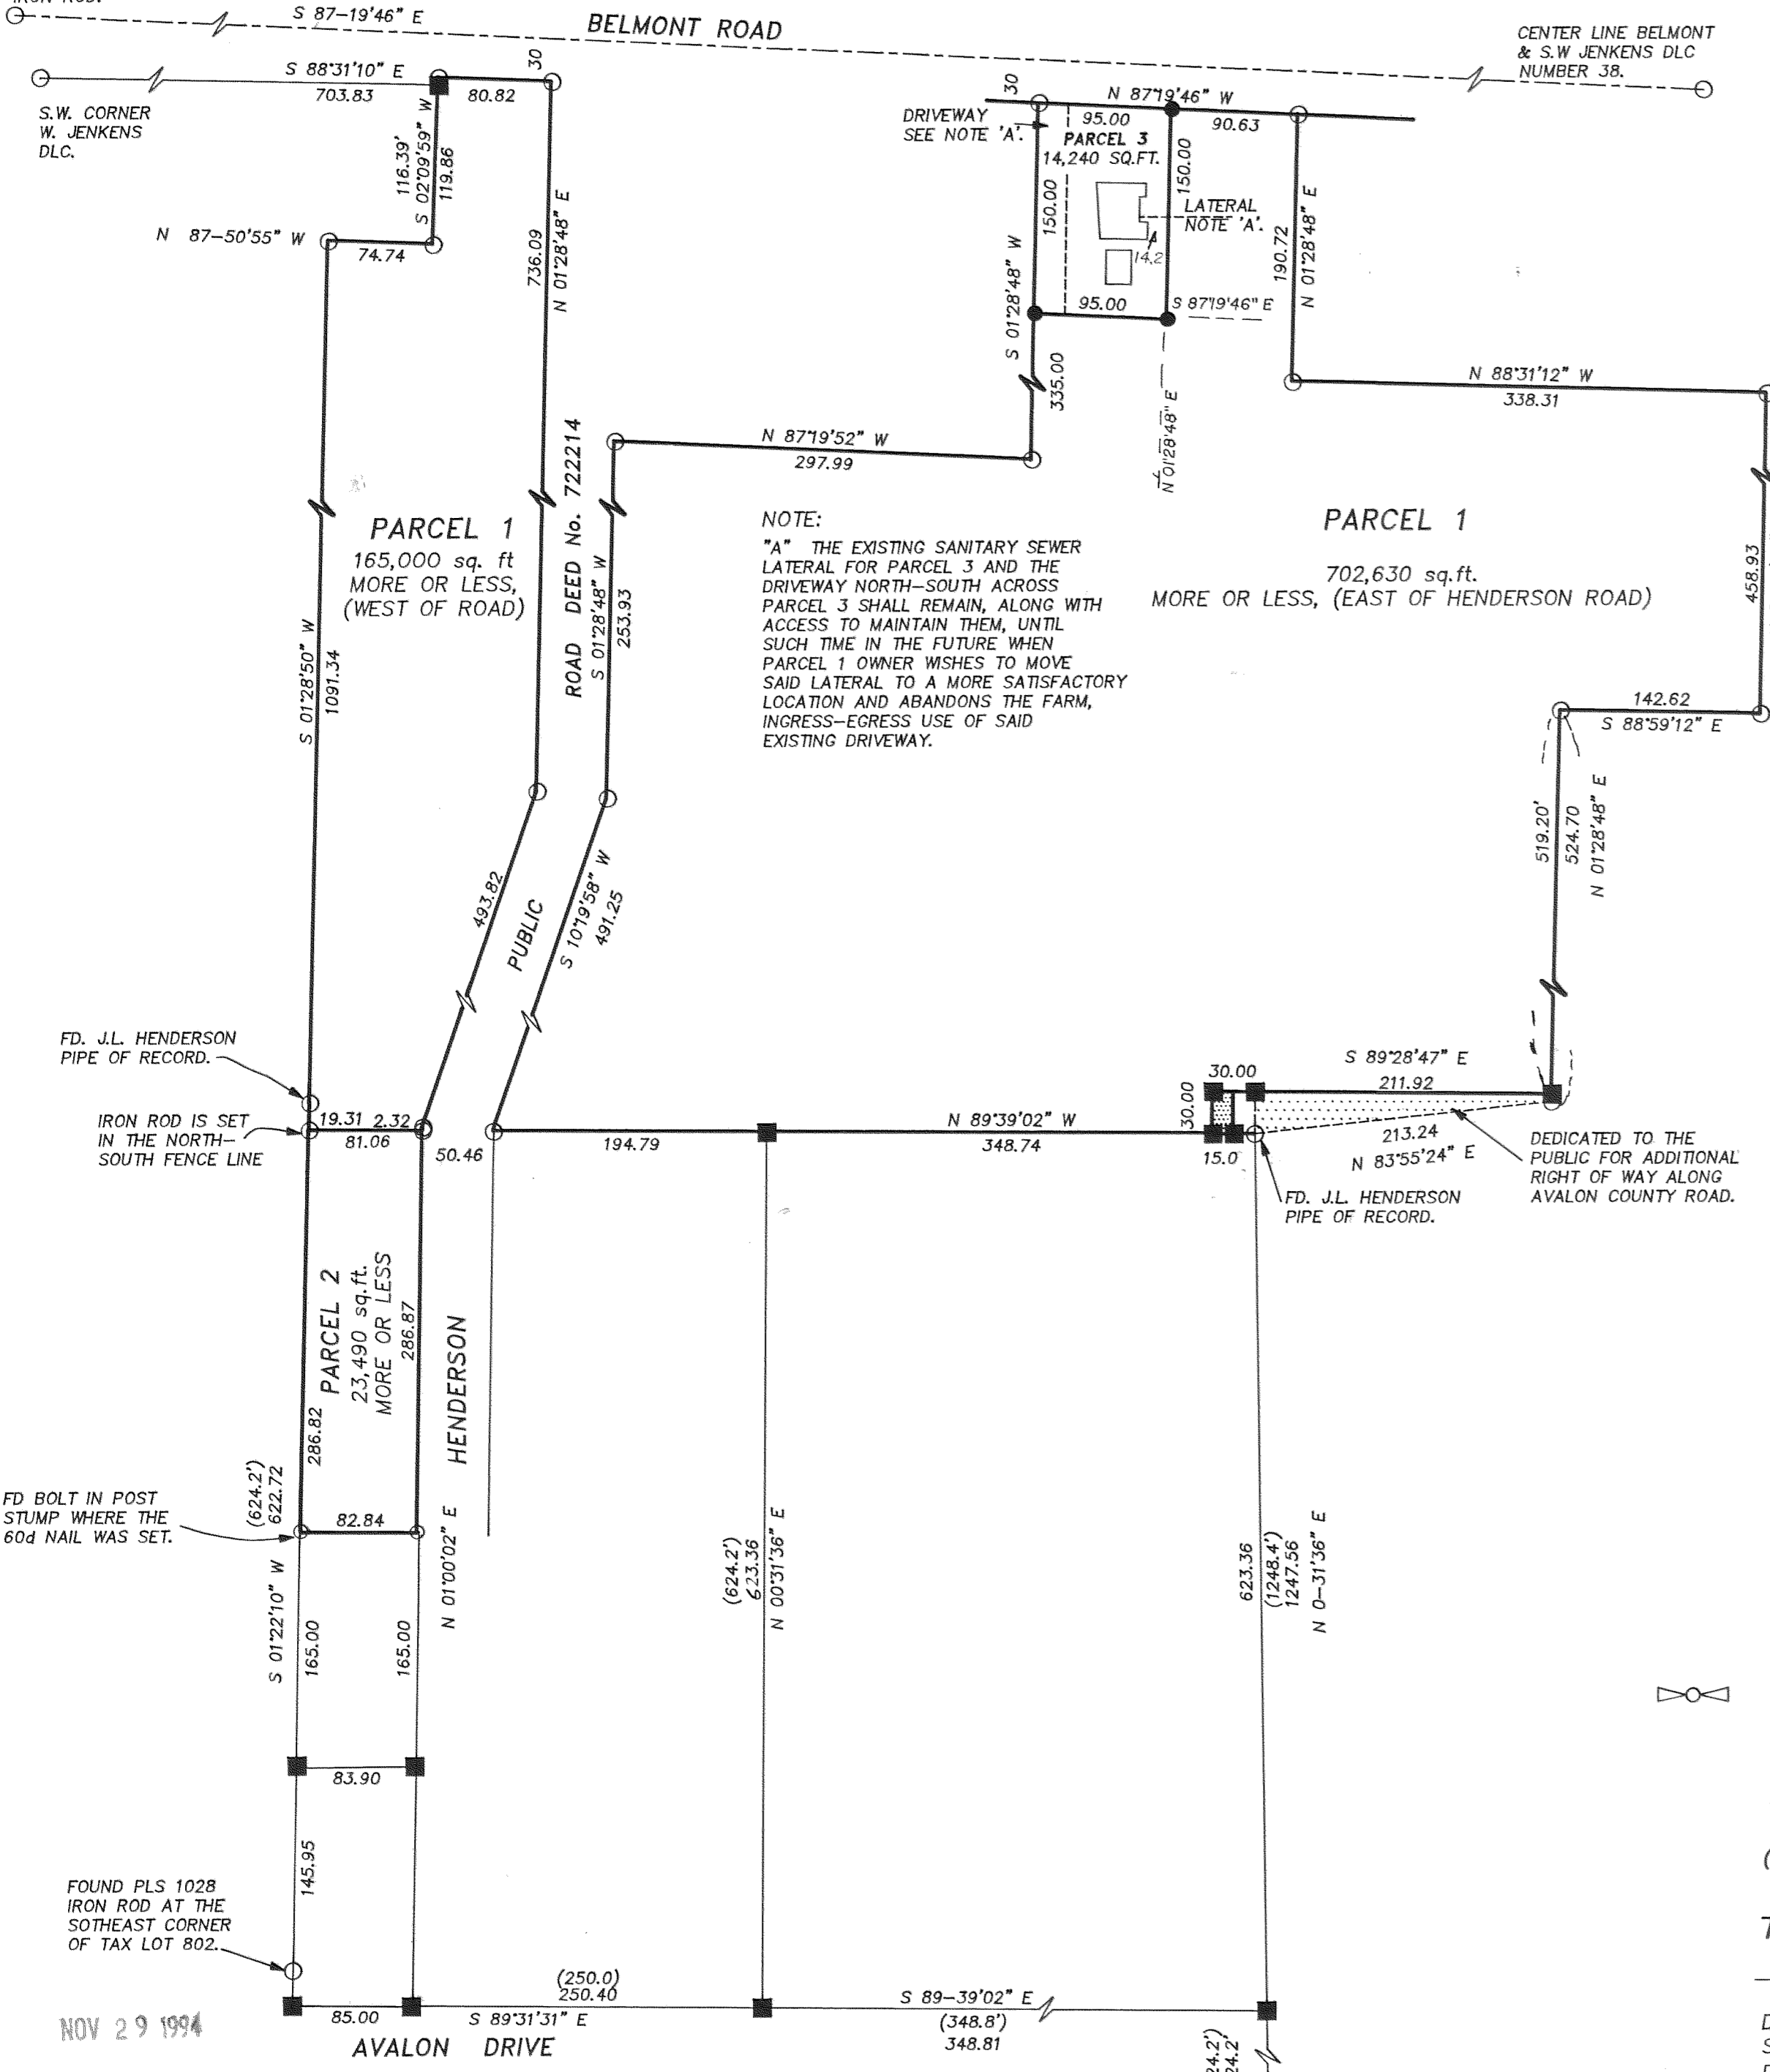 IRON ROD.
S 87-19'46" E
BELMONT ROAD
CENTER LINE BELMONT
& S.W JENKENS DLC
NUMBER 38.
S 88°31'10" E
703.83
80.82
30
S.W. CORNER
W. JENKENS
DLC.
116.39'
S 02°09'59" W
119.86
N 87-50'55" W
74.74
736.09
N 01°28'48" E
30
N 87°19'46" W
95.00
90.63
DRIVEWAY
SEE NOTE 'A'.
PARCEL 3
14,240 SQ.FT.
150.00
150.00
LATERAL
NOTE 'A'.
14,2
95.00
S 87°19'46" E
S 01°28'48" W
335.00
190.72
N 01°28'48" E
N 01°28'48" E
N 88°31'12" W
338.31
N 87°19'52" W
297.99
PARCEL 1
165,000 sq. ft
MORE OR LESS,
(WEST OF ROAD)
ROAD DEED No. 722214
S 01°28'48" W
253.93
NOTE:
"A" THE EXISTING SANITARY SEWER
LATERAL FOR PARCEL 3 AND THE
DRIVEWAY NORTH-SOUTH ACROSS
PARCEL 3 SHALL REMAIN, ALONG WITH
ACCESS TO MAINTAIN THEM, UNTIL
SUCH TIME IN THE FUTURE WHEN
PARCEL 1 OWNER WISHES TO MOVE
SAID LATERAL TO A MORE SATISFACTORY
LOCATION AND ABANDONS THE FARM,
INGRESS-EGRESS USE OF SAID
EXISTING DRIVEWAY.
PARCEL 1
702,630 sq.ft.
MORE OR LESS, (EAST OF HENDERSON ROAD)
458.93
142.62
S 88°59'12" E
S 01°28'50" W
1091.34
519.20'
524.70
N 01°28'48" E
493.82
PUBLIC
S 10°19'58" W
491.25
FD. J.L. HENDERSON
PIPE OF RECORD.
IRON ROD IS SET
IN THE NORTH-
SOUTH FENCE LINE
19.31 2.32
81.06
50.46
194.79
N 89°39'02" W
348.74
30.00
30.00
15.0
S 89°28'47" E
211.92
213.24
N 83°55'24" E
DEDICATED TO THE
PUBLIC FOR ADDITIONAL
RIGHT OF WAY ALONG
AVALON COUNTY ROAD.
FD. J.L. HENDERSON
PIPE OF RECORD.
PARCEL 2
23,490 sq.ft.
MORE OR LESS
286.87
286.82
HENDERSON
(624.2')
622.72
FD BOLT IN POST
STUMP WHERE THE
60d NAIL WAS SET.
82.84
S 01°22'10" W
165.00
165.00
N 01°00'02" E
(624.2')
623.36
N 00°31'36" E
623.36
(1248.4')
1247.56
N 0-31'36" E
83.90
145.95
FOUND PLS 1028
IRON ROD AT THE
SOTHEAST CORNER
OF TAX LOT 802.
NOV 29 1994
85.00
(250.0)
250.40
S 89°31'31" E
S 89-39'02" E
(348.8')
348.81
AVALON DRIVE
24.2')
24.2'